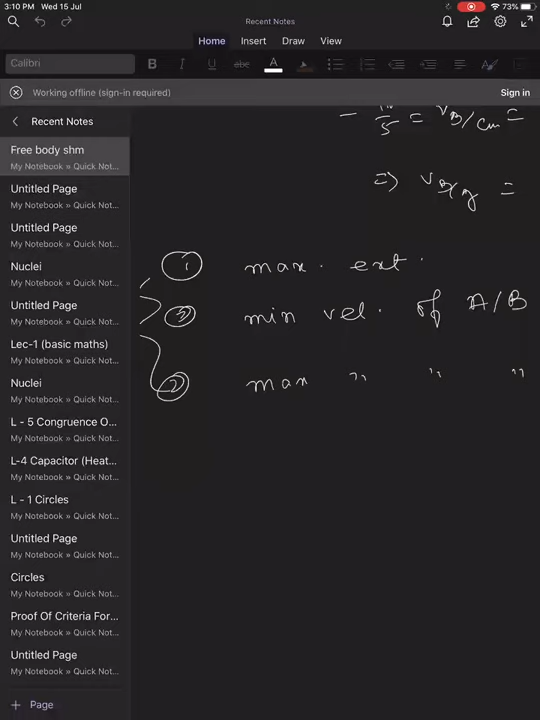 3:10 PM Wed 15 Jul
73%
Recent Notes
Home Insert Draw View
Calibri B I U abc A
Working offline (sign-in required) Sign in
Recent Notes
Free body shm
My Notebook » Quick Not...
Untitled Page
My Notebook » Quick Not...
Untitled Page
My Notebook » Quick Not...
Nuclei
My Notebook » Quick Not...
Untitled Page
My Notebook » Quick Not...
Lec-1 (basic maths)
My Notebook » Quick Not...
Nuclei
My Notebook » Quick Not...
L - 5 Congruence O...
My Notebook » Quick Not...
L-4 Capacitor (Heat...
My Notebook » Quick Not...
L - 1 Circles
My Notebook » Quick Not...
Untitled Page
My Notebook » Quick Not...
Circles
My Notebook » Quick Not...
Proof Of Criteria For...
My Notebook » Quick Not...
Untitled Page
My Notebook » Quick Not...
+ Page
5 = VB/cm =
=> VB/g =
1 max. ext.
3 min vel. of A/B
2 max " " "